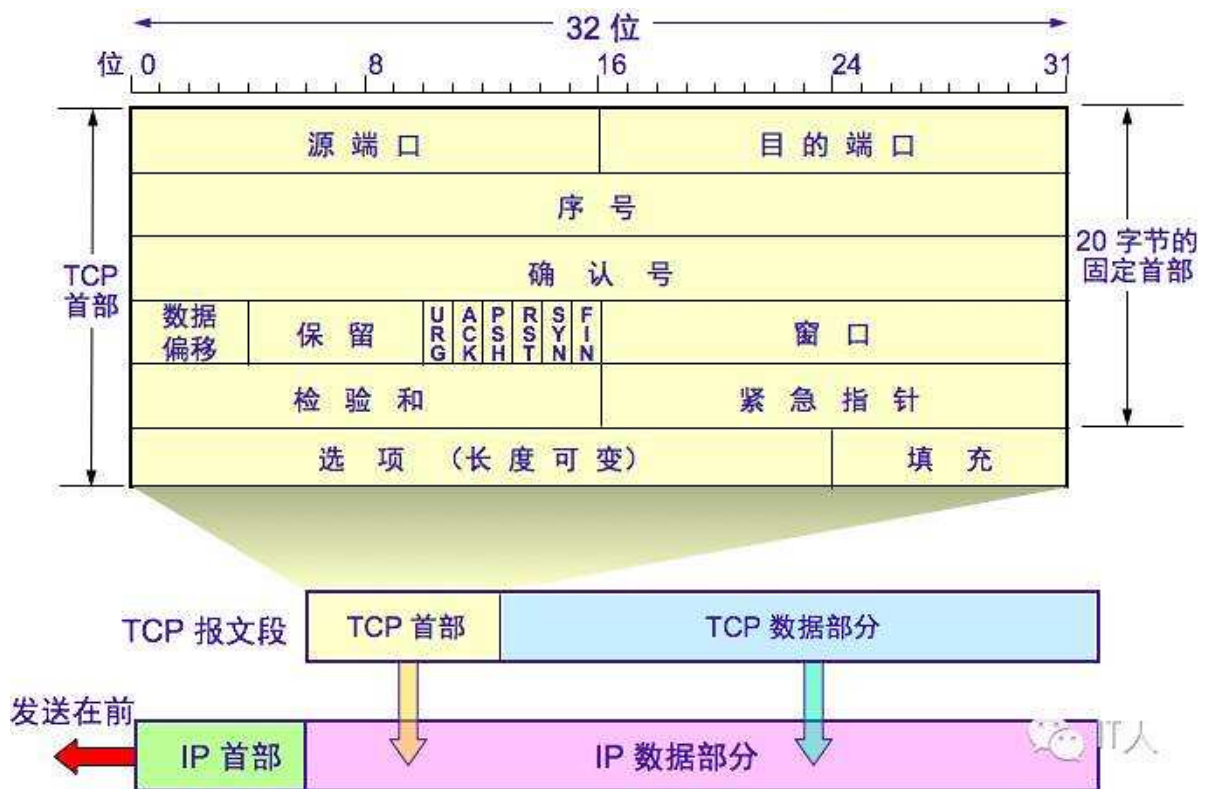 32 位
位 0 8 16 24 31
源 端 口 目 的 端 口
序 号
确 认 号
TCP
首部
20 字节的
固定首部
数据
偏移
保 留
URG
ACK
PSH
RST
SYN
FIN
窗 口
检 验 和 紧 急 指 针
选 项 （长 度 可 变） 填 充
TCP 报文段 TCP 首部 TCP 数据部分
发送在前
IP 首部 IP 数据部分
IT人